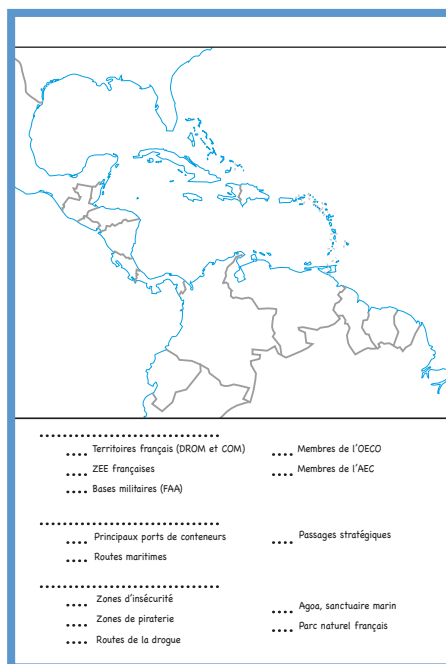 ....................................
.... Territoires français (DROM et COM)
.... ZEE françaises
.... Bases militaires (FAA)
.... Membres de l'OECO
.... Membres de l'AEC
....................................
.... Principaux ports de conteneurs
.... Routes maritimes
.... Passages stratégiques
....................................
.... Zones d'insécurité
.... Zones de piraterie
.... Routes de la drogue
.... Agoa, sanctuaire marin
.... Parc naturel français